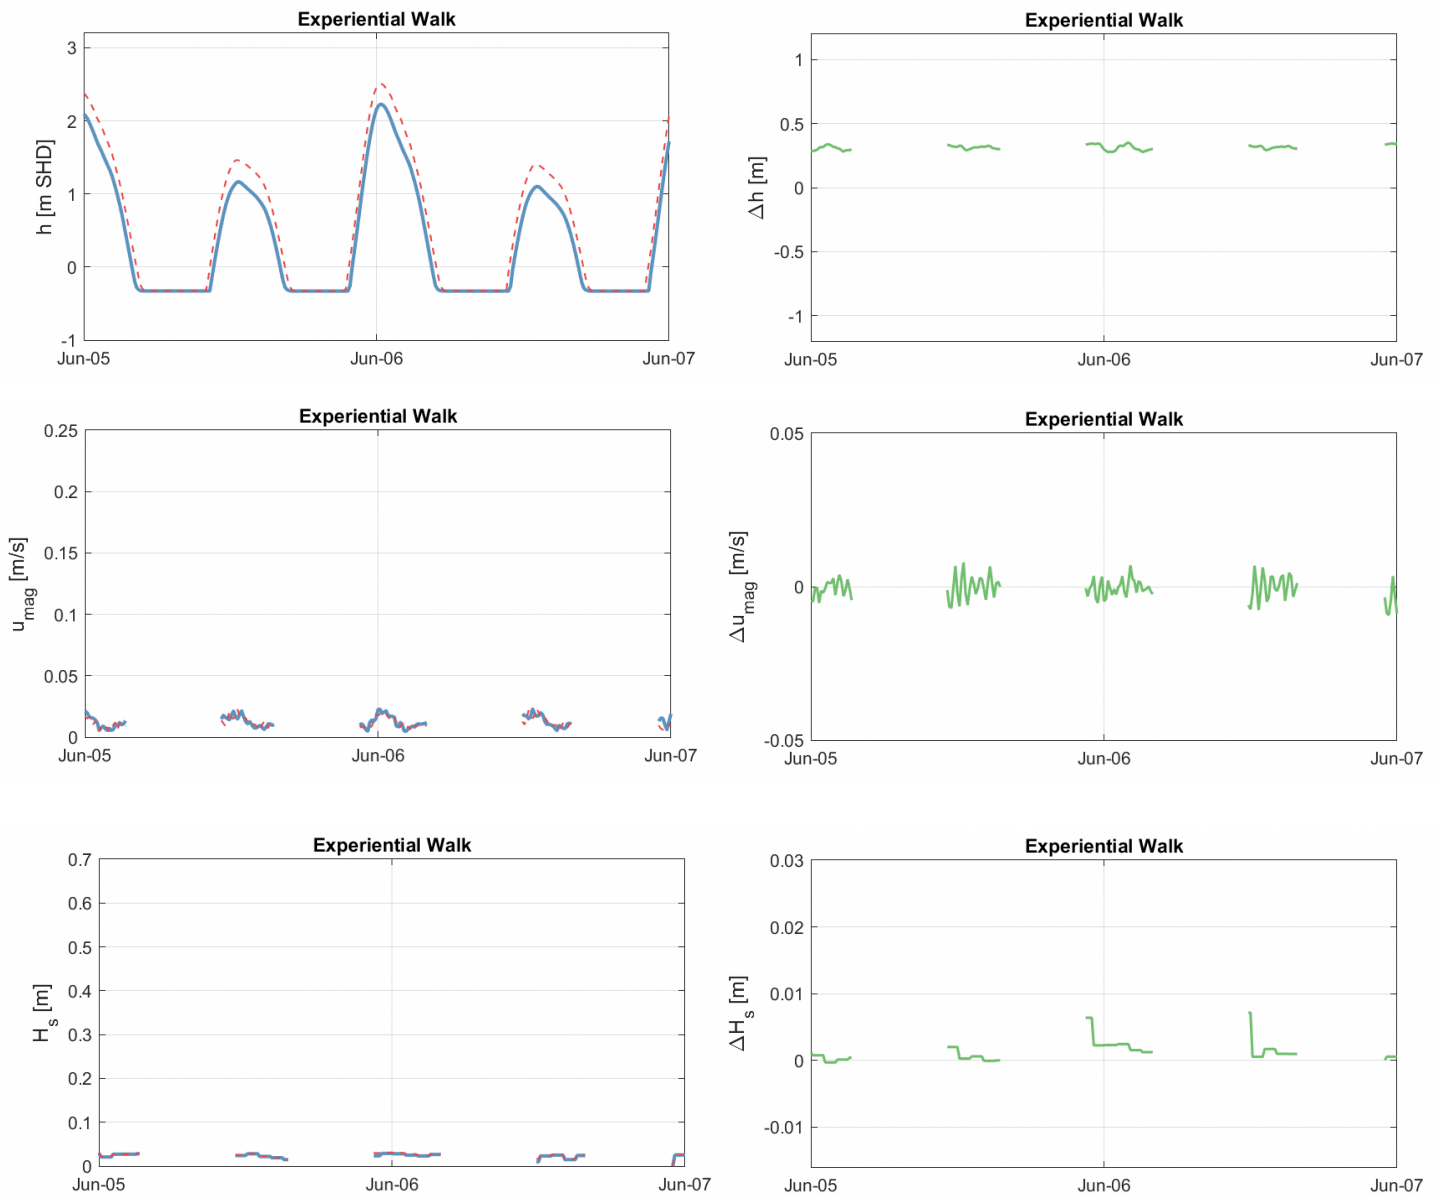 Experiential Walk
h [m SHD]
3
2
1
0
-1
Jun-05 Jun-06 Jun-07
Experiential Walk
Δh [m]
1
0.5
0
-0.5
-1
Jun-05 Jun-06 Jun-07
Experiential Walk
umag [m/s]
0.25
0.2
0.15
0.1
0.05
0
Jun-05 Jun-06 Jun-07
Experiential Walk
Δumag [m/s]
0.05
0
-0.05
Jun-05 Jun-06 Jun-07
Experiential Walk
Hs [m]
0.7
0.6
0.5
0.4
0.3
0.2
0.1
0
Jun-05 Jun-06 Jun-07
Experiential Walk
ΔHs [m]
0.03
0.02
0.01
0
-0.01
Jun-05 Jun-06 Jun-07